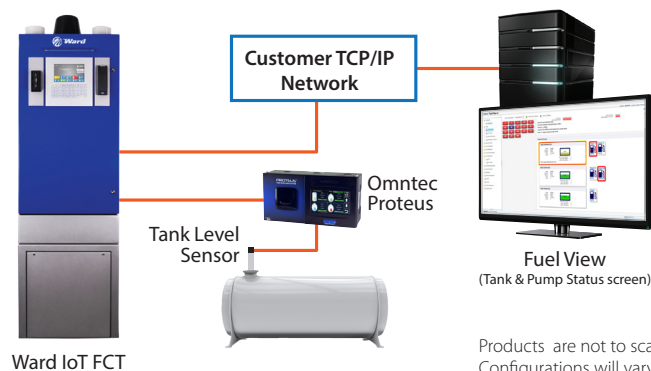 Ward
Customer TCP/IP
Network
Omntec
Proteus
Tank Level
Sensor
Fuel View
(Tank & Pump Status screen)
Ward IoT FCT
Products are not to sca
Configurations will vary